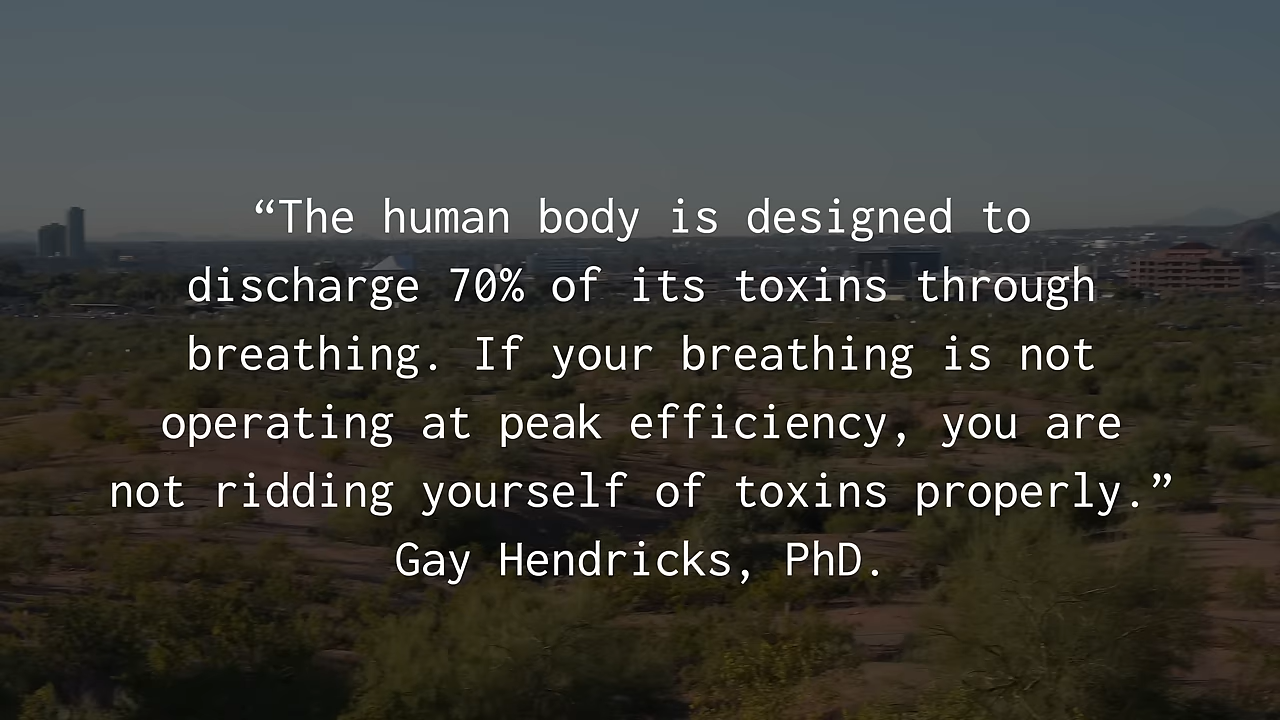 “The human body is designed to
discharge 70% of its toxins through
breathing. If your breathing is not
operating at peak efficiency, you are
not ridding yourself of toxins properly.”
Gay Hendricks, PhD.